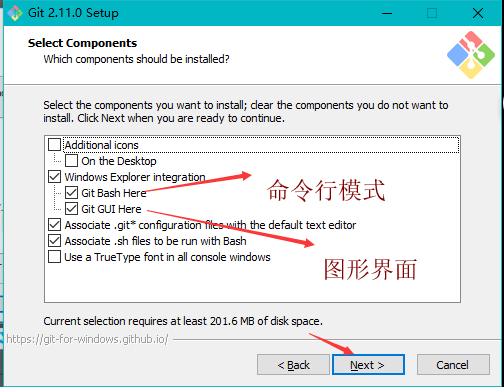 Git 2.11.0 Setup
Select Components
Which components should be installed?
Select the components you want to install; clear the components you do not want to
install. Click Next when you are ready to continue.
Additional icons
On the Desktop
Windows Explorer integration
Git Bash Here
命令行模式
Git GUI Here
Associate .git* configuration files with the default text editor
Associate .sh files to be run with Bash
Use a TrueType font in all console windows
图形界面
Current selection requires at least 201.6 MB of disk space.
https://git-for-windows.github.io/
< Back
Next >
Cancel